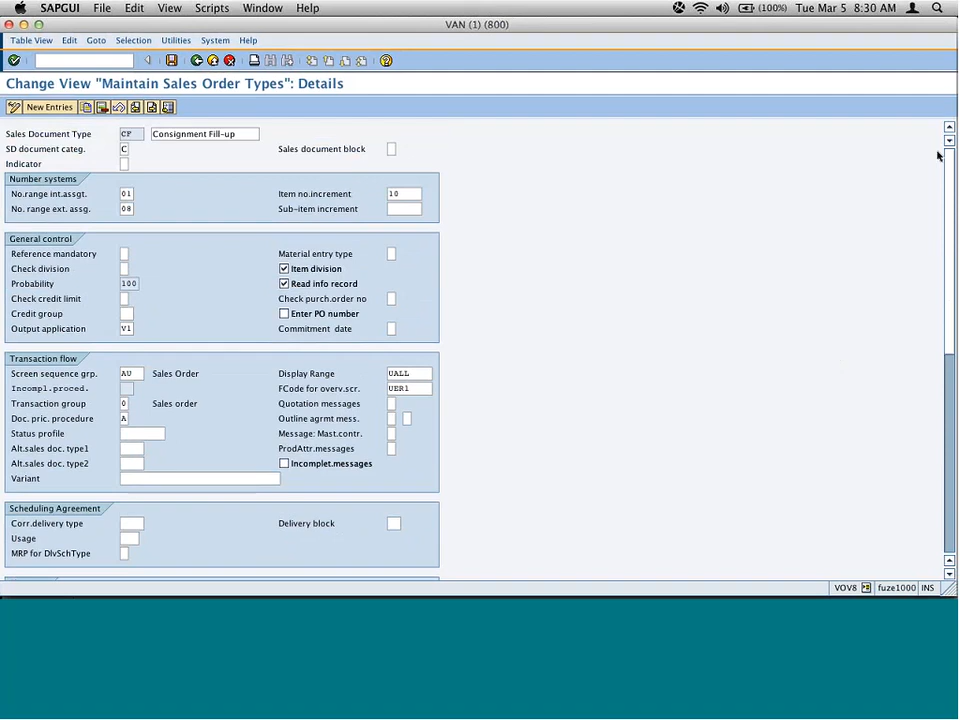 SAPGUI File Edit View Scripts Window Help (100%) Tue Mar 5 8:30 AM
VAN (1) (800)
Table View Edit Goto Selection Utilities System Help
Change View "Maintain Sales Order Types": Details
New Entries
Sales Document Type CF Consignment Fill-up
SD document categ. C Sales document block
Indicator
Number systems
No.range int.assgt. 01 Item no.increment 10
No. range ext. assg. 08 Sub-item increment
General control
Reference mandatory Material entry type
Check division Item division
Probability 100 Read info record
Check credit limit Check purch.order no
Credit group Enter PO number
Output application V1 Commitment date
Transaction flow
Screen sequence grp. AU Sales Order Display Range UALL
Incompl.proced. FCode for overv.scr. UER1
Transaction group 0 Sales order Quotation messages
Doc. pric. procedure A Outline agrmt mess.
Status profile Message: Mast.contr.
Alt.sales doc. type1 ProdAttr.messages
Alt.sales doc. type2 Incomplet.messages
Variant
Scheduling Agreement
Corr.delivery type Delivery block
Usage
MRP for DlvSchType
VOV8 fuze1000 INS